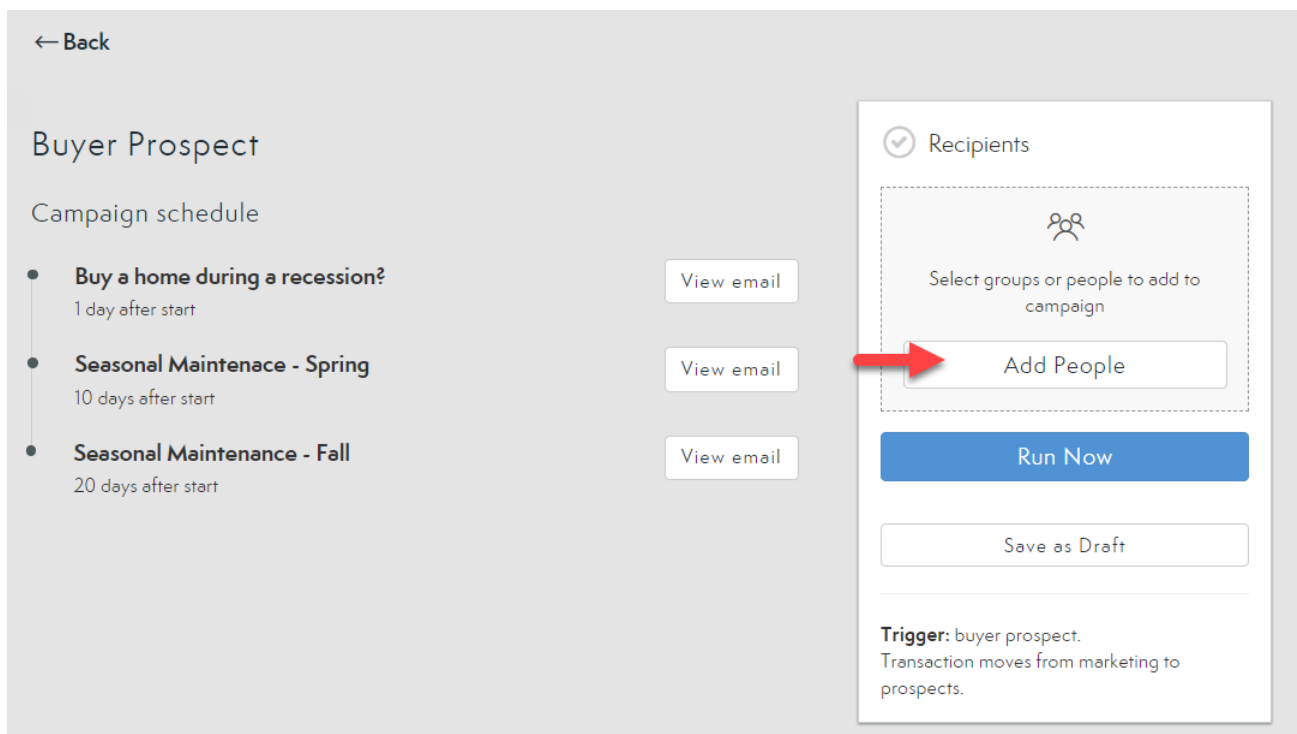 ←Back
Buyer Prospect
Campaign schedule
Buy a home during a recession?
1 day after start
View email
Seasonal Maintenace - Spring
10 days after start
View email
Seasonal Maintenance - Fall
20 days after start
View email
Recipients
Select groups or people to add to
campaign
Add People
Run Now
Save as Draft
Trigger: buyer prospect.
Transaction moves from marketing to
prospects.